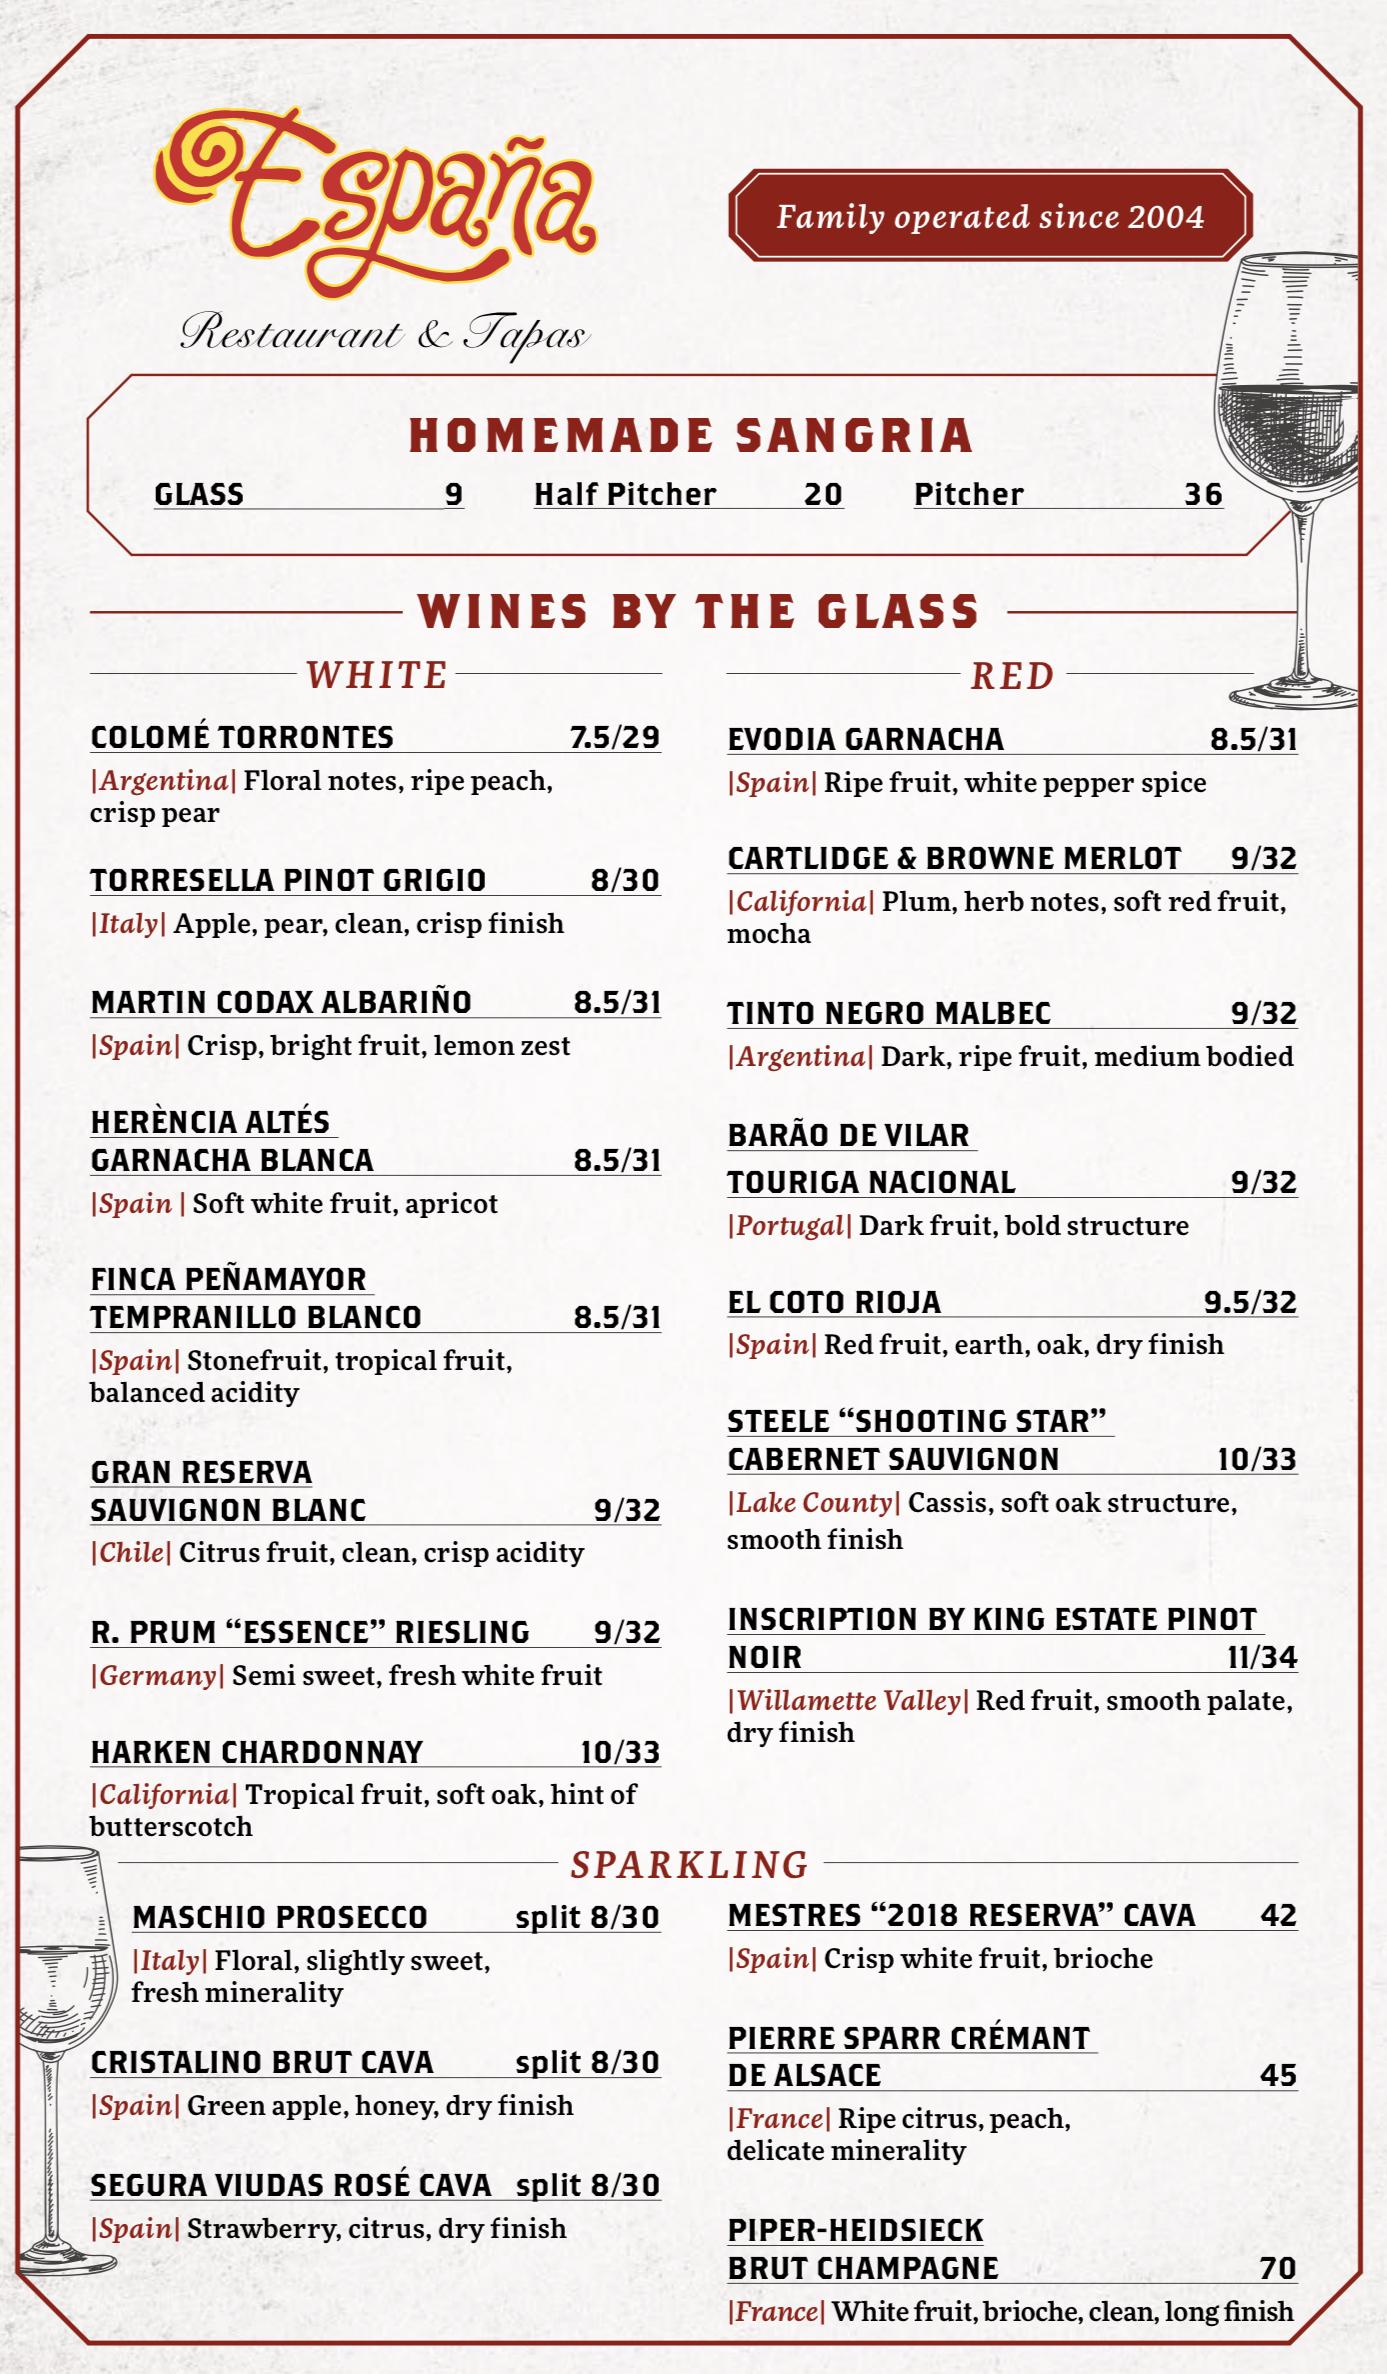 España
Restaurant & Tapas
Family operated since 2004
HOMEMADE SANGRIA
GLASS 9
Half Pitcher 20
Pitcher 36
WINES BY THE GLASS
WHITE
COLOMÉ TORRONTES 7.5/29
|Argentina| Floral notes, ripe peach,
crisp pear
TORRESELLA PINOT GRIGIO 8/30
|Italy| Apple, pear, clean, crisp finish
MARTIN CODAX ALBARIÑO 8.5/31
|Spain| Crisp, bright fruit, lemon zest
HERÈNCIA ALTÉS
GARNACHA BLANCA 8.5/31
|Spain | Soft white fruit, apricot
FINCA PEÑAMAYOR
TEMPRANILLO BLANCO 8.5/31
|Spain| Stonefruit, tropical fruit,
balanced acidity
GRAN RESERVA
SAUVIGNON BLANC 9/32
|Chile| Citrus fruit, clean, crisp acidity
R. PRUM “ESSENCE” RIESLING 9/32
|Germany| Semi sweet, fresh white fruit
HARKEN CHARDONNAY 10/33
|California| Tropical fruit, soft oak, hint of
butterscotch
RED
EVODIA GARNACHA 8.5/31
|Spain| Ripe fruit, white pepper spice
CARTLIDGE & BROWNE MERLOT 9/32
|California| Plum, herb notes, soft red fruit,
mocha
TINTO NEGRO MALBEC 9/32
|Argentina| Dark, ripe fruit, medium bodied
BARÃO DE VILAR
TOURIGA NACIONAL 9/32
|Portugal| Dark fruit, bold structure
EL COTO RIOJA 9.5/32
|Spain| Red fruit, earth, oak, dry finish
STEELE “SHOOTING STAR”
CABERNET SAUVIGNON 10/33
|Lake County| Cassis, soft oak structure,
smooth finish
INSCRIPTION BY KING ESTATE PINOT
NOIR 11/34
|Willamette Valley| Red fruit, smooth palate,
dry finish
SPARKLING
MASCHIO PROSECCO split 8/30
|Italy| Floral, slightly sweet,
fresh minerality
CRISTALINO BRUT CAVA split 8/30
|Spain| Green apple, honey, dry finish
SEGURA VIUDAS ROSÉ CAVA split 8/30
|Spain| Strawberry, citrus, dry finish
MESTRES “2018 RESERVA” CAVA 42
|Spain| Crisp white fruit, brioche
PIERRE SPARR CRÉMANT
DE ALSACE 45
|France| Ripe citrus, peach,
delicate minerality
PIPER-HEIDSIECK
BRUT CHAMPAGNE 70
|France| White fruit, brioche, clean, long finish